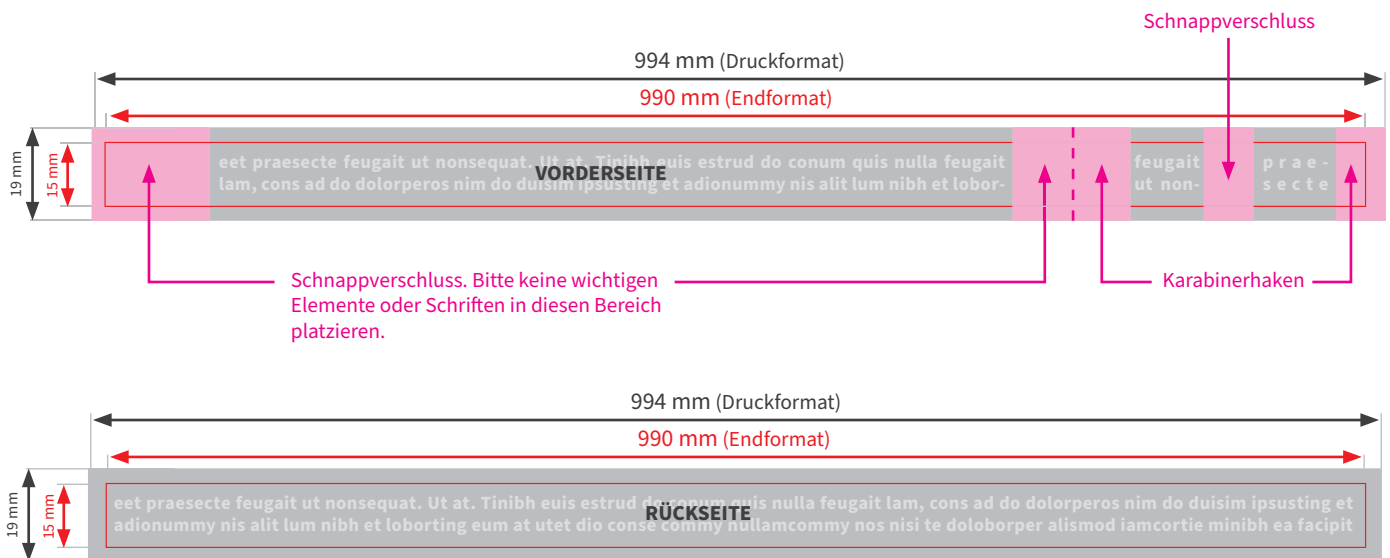 Schnappverschluss
994 mm (Druckformat)
990 mm (Endformat)
19 mm
15 mm
eet praesecte feugait ut nonsequat. Ut at. Tinibh euis estrud do conum quis nulla feugait
lam, cons ad do dolorperos nim do duisim ipsusting et adionummy nis alit lum nibh et lobor-
VORDERSEITE
feugait
ut non-
prae-
secte
Schnappverschluss. Bitte keine wichtigen
Elemente oder Schriften in diesen Bereich
platzieren.
Karabinerhaken
994 mm (Druckformat)
990 mm (Endformat)
19 mm
15 mm
eet praesecte feugait ut nonsequat. Ut at. Tinibh euis estrud do conum quis nulla feugait lam, cons ad do dolorperos nim do duisim ipsusting et
adionummy nis alit lum nibh et loborting eum at utet dio conse commy nullamcommy nos nisi te doloborper alismod iamcortie minibh ea facipit
RÜCKSEITE